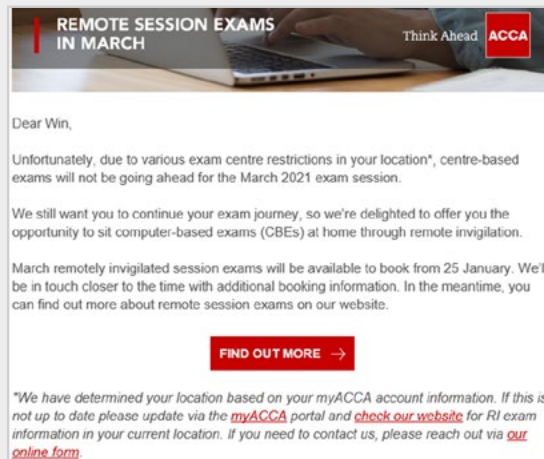 REMOTE SESSION EXAMS
IN MARCH
Think Ahead ACCA
Dear Win,
Unfortunately, due to various exam centre restrictions in your location*, centre-based
exams will not be going ahead for the March 2021 exam session.
We still want you to continue your exam journey, so we're delighted to offer you the
opportunity to sit computer-based exams (CBEs) at home through remote invigilation.
March remotely invigilated session exams will be available to book from 25 January. We'll
be in touch closer to the time with additional booking information. In the meantime, you
can find out more about remote session exams on our website.
FIND OUT MORE →
*We have determined your location based on your myACCA account information. If this is
not up to date please update via the myACCA portal and check our website for RI exam
information in your current location. If you need to contact us, please reach out via our
online form.